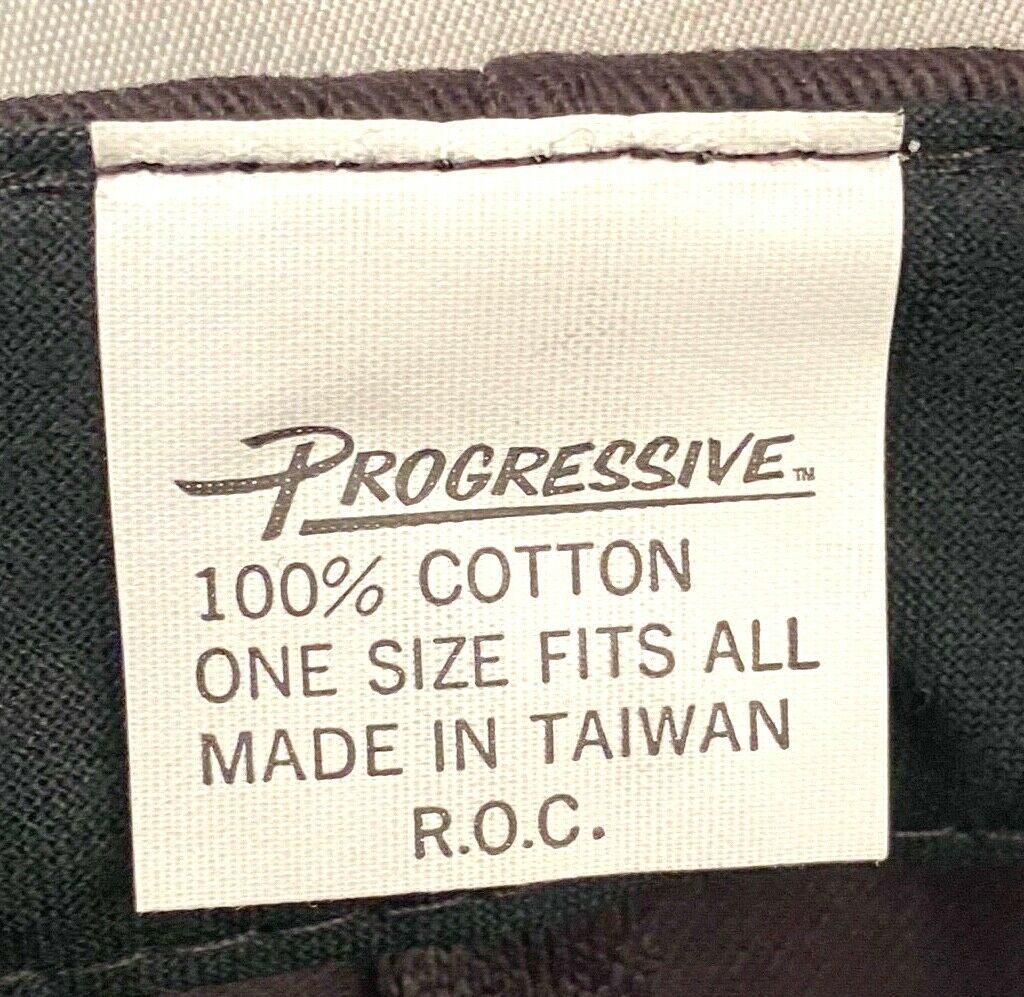 PROGRESSIVE™
100% COTTON
ONE SIZE FITS ALL
MADE IN TAIWAN
R.O.C.